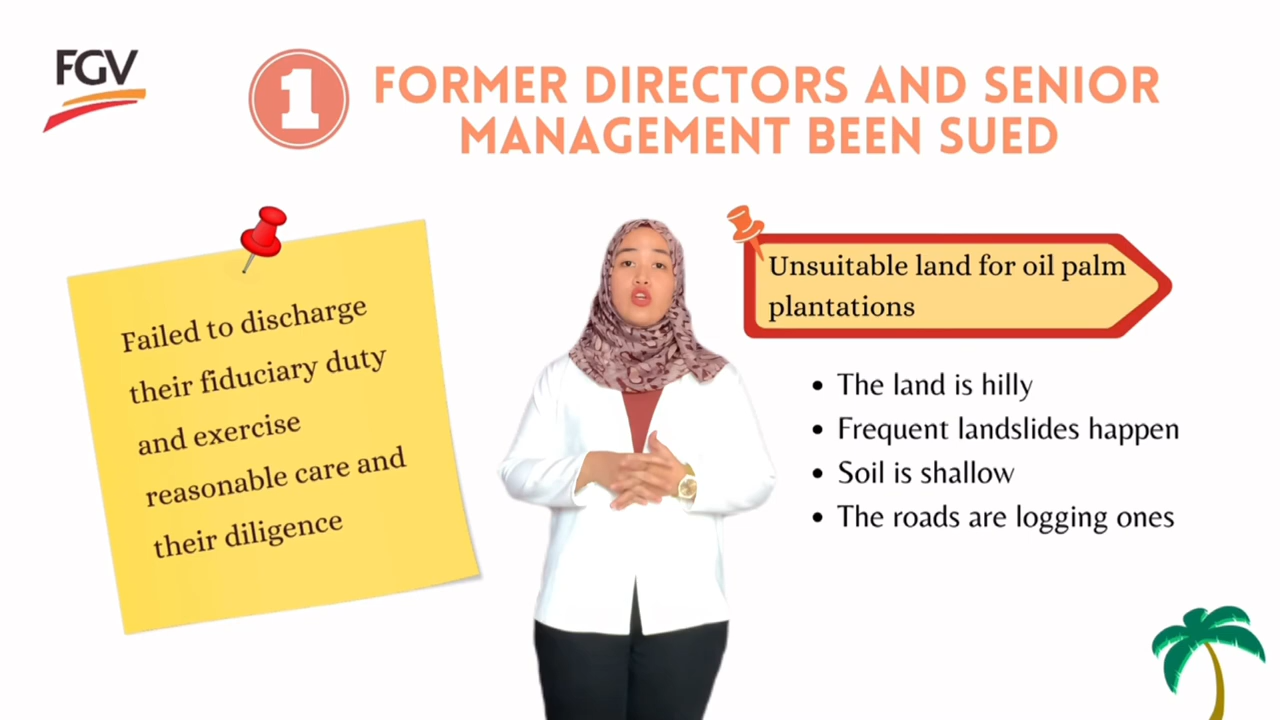 FGV
1
FORMER DIRECTORS AND SENIOR
MANAGEMENT BEEN SUED
Failed to discharge
their fiduciary duty
and exercise
reasonable care and
their diligence
Unsuitable land for oil palm
plantations
• The land is hilly
• Frequent landslides happen
• Soil is shallow
• The roads are logging ones